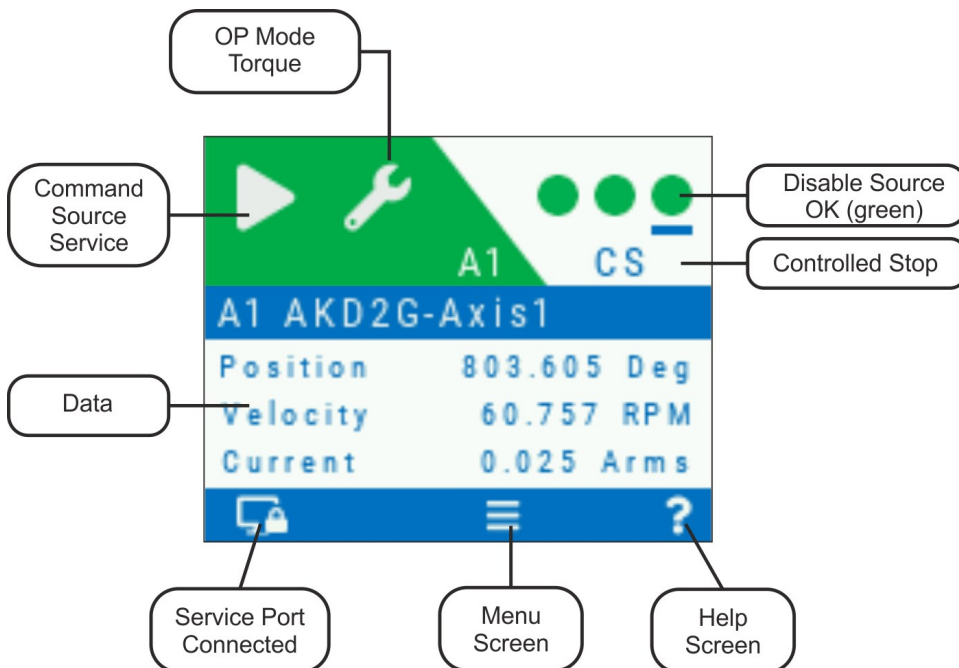 OP Mode
Torque
Command
Source
Service
Disable Source
OK (green)
A1
CS
Controlled Stop
A1 AKD2G-Axis1
Position 803.605 Deg
Data
Velocity 60.757 RPM
Current 0.025 Arms
?
Service Port
Connected
Menu
Screen
Help
Screen